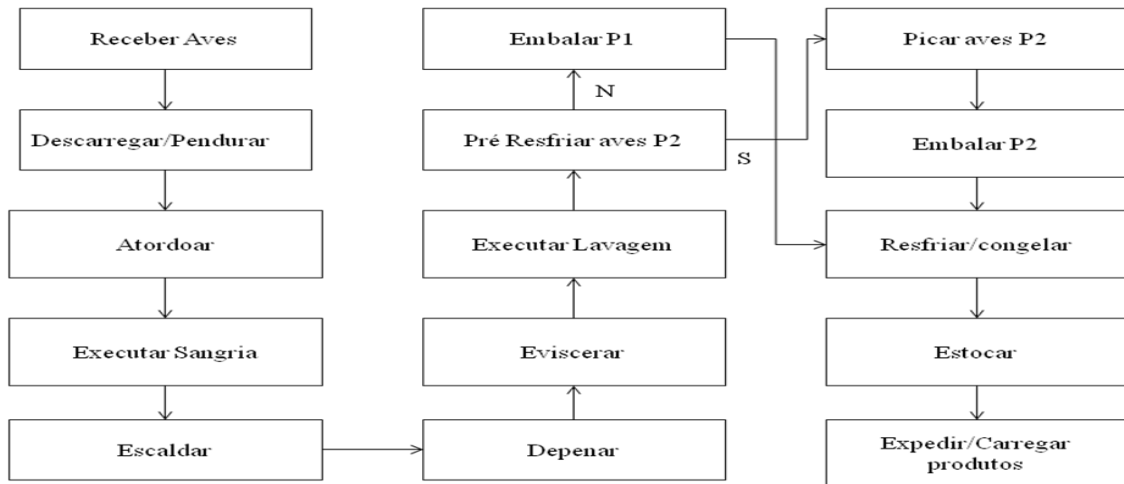 Receber Aves
Descarregar/Pendurar
Atordoar
Executar Sangria
Escaldar
Depenar
Eviscerar
Executar Lavagem
Pré Resfriar aves P2
N
S
Embalar P1
Picar aves P2
Embalar P2
Resfriar/congelar
Estocar
Expedir/Carregar
produtos